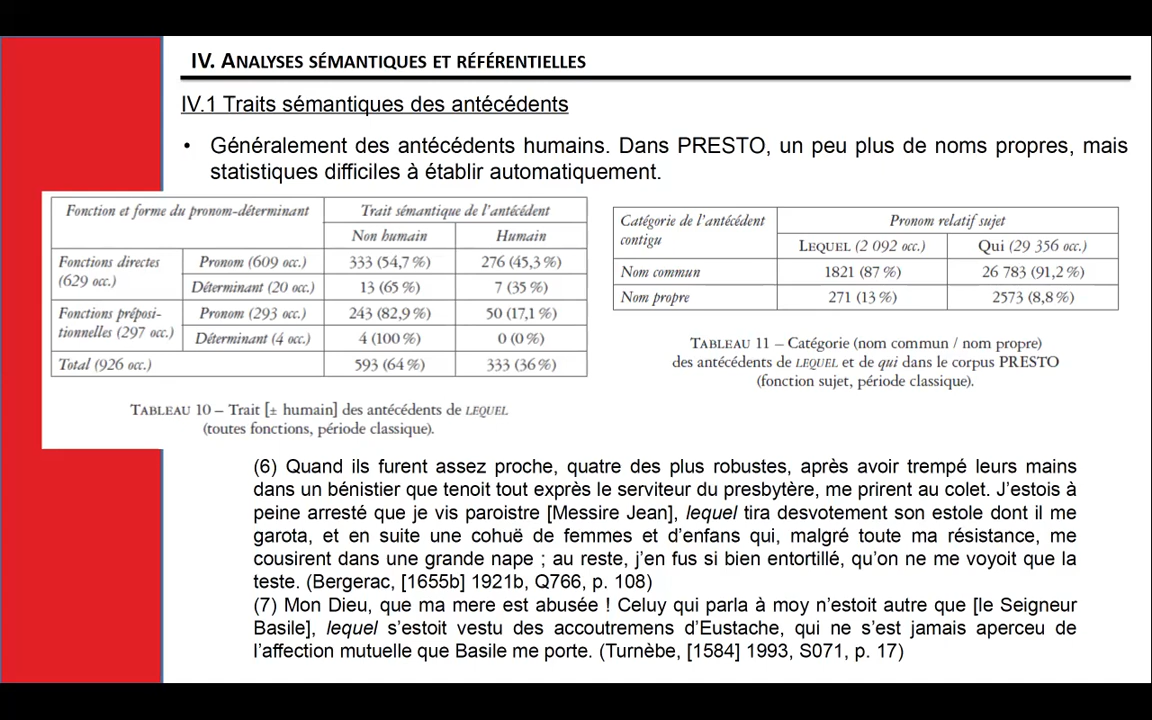 IV. ANALYSES SÉMANTIQUES ET RÉFÉRENTIELLES
IV.1 Traits sémantiques des antécédents
• Généralement des antécédents humains. Dans PRESTO, un peu plus de noms propres, mais
statistiques difficiles à établir automatiquement.
Fonction et forme du pronom-déterminant Trait sémantique de l'antécédent
Non humain Humain
Fonctions directes (629 occ.) Pronom (609 occ.) 333 (54,7 %) 276 (45,3 %)
Déterminant (20 occ.) 13 (65 %) 7 (35 %)
Fonctions préposi-
tionnelles (297 occ.) Pronom (293 occ.) 243 (82,9 %) 50 (17,1 %)
Déterminant (4 occ.) 4 (100 %) 0 (0 %)
Total (926 occ.) 593 (64 %) 333 (36 %)
TABLEAU 10 – Trait [± humain] des antécédents de LEQUEL
(toutes fonctions, période classique).
Catégorie de l'antécédent
contigu
Pronom relatif sujet
LEQUEL (2 092 occ.) Qui (29 356 occ.)
Nom commun 1821 (87 %) 26 783 (91,2 %)
Nom propre 271 (13 %) 2573 (8,8 %)
TABLEAU 11 – Catégorie (nom commun / nom propre)
des antécédents de LEQUEL et de qui dans le corpus PRESTO
(fonction sujet, période classique).
(6) Quand ils furent assez proche, quatre des plus robustes, après avoir trempé leurs mains
dans un bénistier que tenoit tout exprès le serviteur du presbytère, me prirent au colet. J'estois à
peine arresté que je vis paroistre [Messire Jean], lequel tira desvotement son estole dont il me
garota, et en suite une cohuë de femmes et d'enfans qui, malgré toute ma résistance, me
cousirent dans une grande nape ; au reste, j'en fus si bien entortillé, qu'on ne me voyoit que la
teste. (Bergerac, [1655b] 1921b, Q766, p. 108)
(7) Mon Dieu, que ma mere est abusée ! Celuy qui parla à moy n'estoit autre que [le Seigneur
Basile], lequel s'estoit vestu des accoutremens d'Eustache, qui ne s'est jamais aperceu de
l'affection mutuelle que Basile me porte. (Turnèbe, [1584] 1993, S071, p. 17)